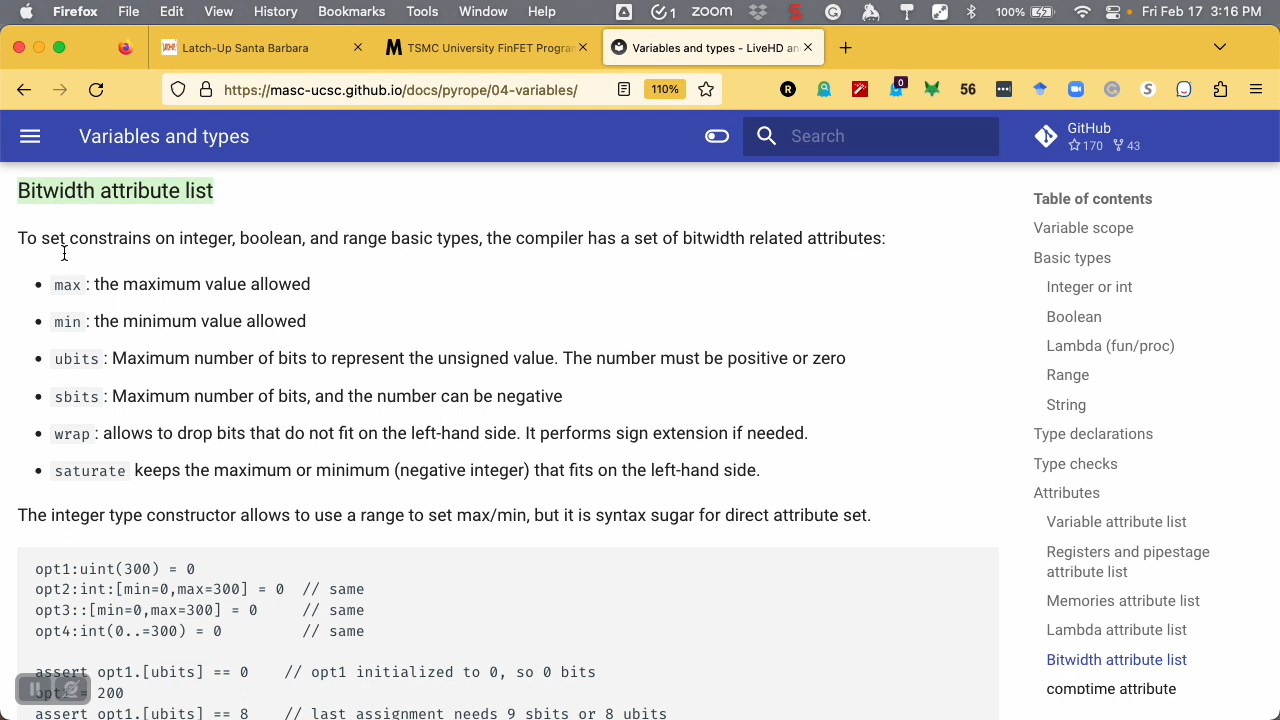 Firefox File Edit View History Bookmarks Tools Window Help 1 zoom 100% Fri Feb 17 3:16 PM
Latch-Up Santa Barbara
TSMC University FinFET Progra
Variables and types - LiveHD an
https://masc-ucsc.github.io/docs/pyrope/04-variables/ 110% 0 56
Variables and types
Search
GitHub
170 43
Bitwidth attribute list
To set constrains on integer, boolean, and range basic types, the compiler has a set of bitwidth related attributes:
• max : the maximum value allowed
• min : the minimum value allowed
• ubits : Maximum number of bits to represent the unsigned value. The number must be positive or zero
• sbits : Maximum number of bits, and the number can be negative
• wrap : allows to drop bits that do not fit on the left-hand side. It performs sign extension if needed.
• saturate keeps the maximum or minimum (negative integer) that fits on the left-hand side.
The integer type constructor allows to use a range to set max/min, but it is syntax sugar for direct attribute set.
opt1:uint(300) = 0
opt2:int:[min=0,max=300] = 0 // same
opt3::[min=0,max=300] = 0 // same
opt4:int(0..=300) = 0 // same
assert opt1.[ubits] == 0 // opt1 initialized to 0, so 0 bits
= 200
assert opt1.[ubits] == 8 // last assignment needs 9 sbits or 8 ubits
Table of contents
Variable scope
Basic types
Integer or int
Boolean
Lambda (fun/proc)
Range
String
Type declarations
Type checks
Attributes
Variable attribute list
Registers and pipestage
attribute list
Memories attribute list
Lambda attribute list
Bitwidth attribute list
comptime attribute